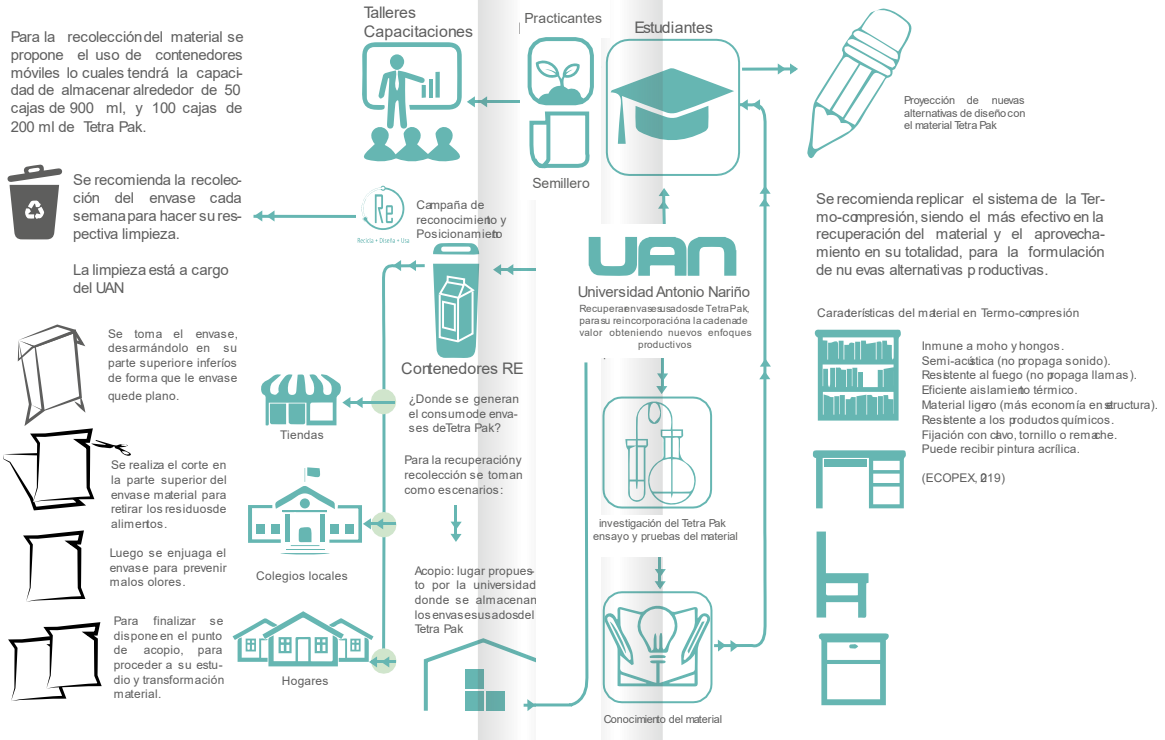 Para la recolección del material se
propone el uso de contenedores
móviles lo cuales tendrá la capaci-
dad de almacenar alrededor de 50
cajas de 900 ml, y 100 cajas de
200 ml de Tetra Pak.
Se recomienda la recolec-
ción del envase cada
semana para hacer su res-
pectiva limpieza.
La limpieza está a cargo
del UAN
Se toma el envase,
desarmándolo en su
parte superiore inferíos
de forma que le envase
quede plano.
Se realiza el corte en
la parte superior del
envase material para
retirar los residuos de
alimentos.
Luego se enjuaga el
envase para prevenir
malos olores.
Para finalizar se
dispone en el punto
de acopio, para
proceder a su estu-
dio y transformación
material.
Talleres
Capacitaciones
Practicantes
Semillero
Estudiantes
Re
Recicla • Diseña • Usa
Campaña de
reconocimiento y
Posicionamieto
Contenedores RE
¿Donde se generan
el consumo de enva-
ses de Tetra Pak?
Para la recuperación y
recolección se toman
como escenarios:
Tiendas
Colegios locales
Hogares
Acopio: lugar propues-
to por la universidad
donde se almacenan
los envases usados del
Tetra Pak
UAN
Universidad Antonio Nariño
Recuperar envases usados de Tetra Pak,
para su reincorporación a la cadena de
valor obteniendo nuevos enfoques
productivos
investigación del Tetra Pak
ensayo y pruebas del material
Conocimiento del material
Proyección de nuevas
alternativas de diseño con
el material Tetra Pak
Se recomienda replicar el sistema de la Ter-
mo-compresión, siendo el más efectivo en la
recuperación del material y el aprovecha-
miento en su totalidad, para la formulación
de nu evas alternativas p roductivas.
Características del material en Termo-compresión
Inmune a moho y hongos.
Semi-acústica (no propaga sonido).
Resistente al fuego (no propaga llamas).
Eficiente aislamiento térmico.
Material ligero (más economía en structura).
Resistente a los productos químicos.
Fijación con clavo, tornillo o remache.
Puede recibir pintura acrílica.
(ECOPEX, 2019)